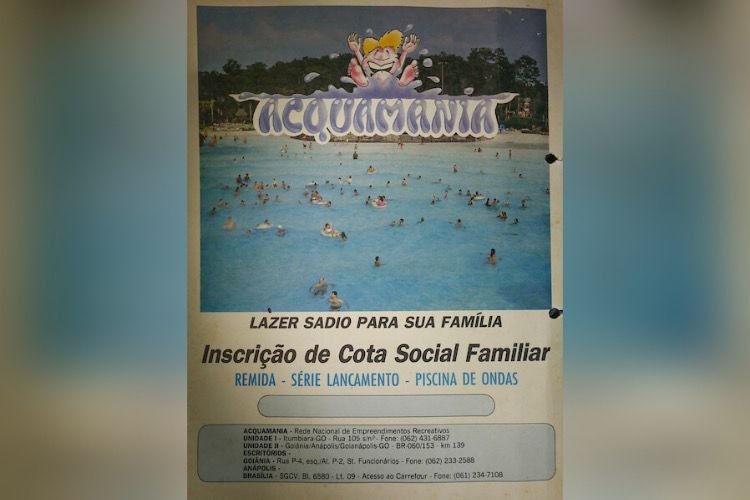 ACQUAMANIA
LAZER SADIO PARA SUA FAMÍLIA
Inscrição de Cota Social Familiar
REMIDA - SÉRIE LANCAMENTO - PISCINA DE ONDAS
ACQUAMANIA - Rede Nacional de Empreendimentos Recreativos
UNIDADE I - Itumbiara-GO - Rua 105 s/nº - Fone: (062) 431-6887
UNIDADE II - Goiânia/Anápolis/Goianápolis-GO - BR-060/153 - km 139
ESCRITÓRIOS -
GOIÂNIA - Rua P-4, esq./Al. P-2, St. Funcionários - Fone: (062) 233-2588
ANÁPOLIS -
BRASÍLIA - SGCV, Bl. 6580 - Lt. 09 - Acesso ao Carrefour - Fone: (061) 234-7108